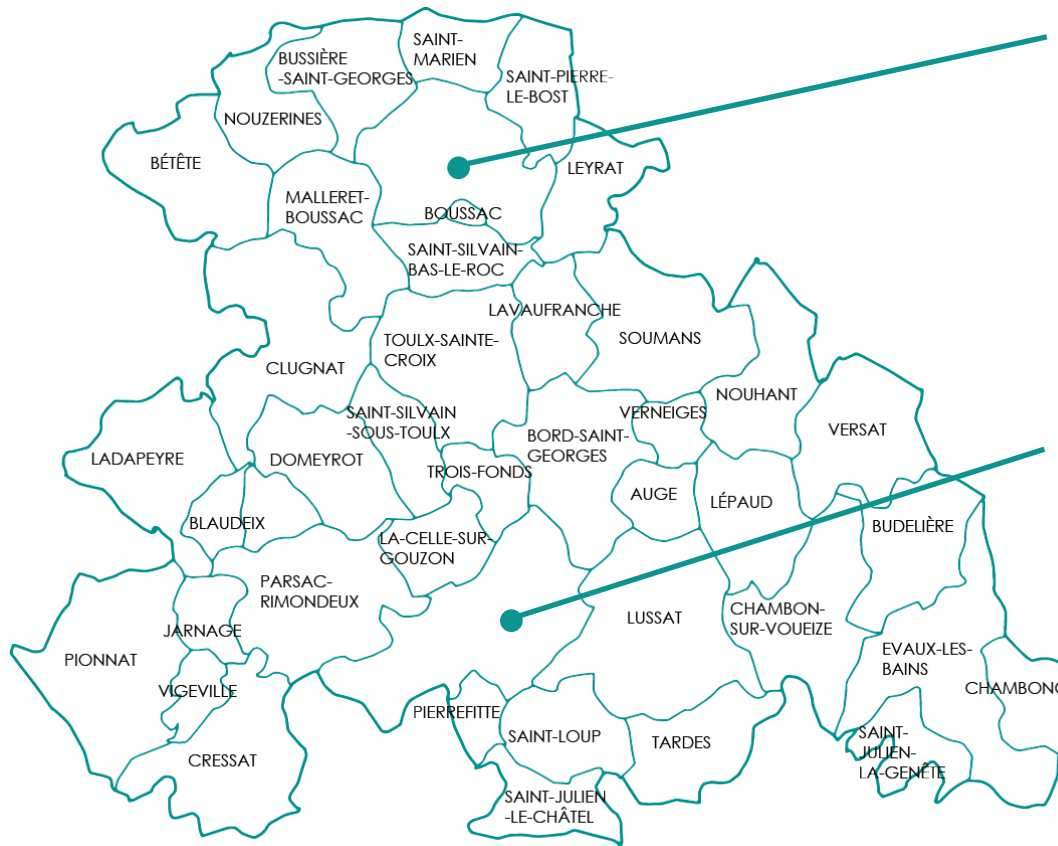 SAINT-
MARIEN
BUSSIÈRE
-SAINT-GEORGES
SAINT-PIERRE-
LE-BOST
NOUZERINES
BÉTÊTE
LEYRAT
MALLERET-
BOUSSAC
BOUSSAC
SAINT-SILVAIN-
BAS-LE-ROC
LAVAUFRANCHE
TOULX-SAINTE-
CROIX
SOUMANS
CLUGNAT
NOUHANT
SAINT-SILVAIN
-SOUS-TOULX
VERNEIGES
VERSAT
BORD-SAINT-
GEORGES
LADAPEYRE
DOMEYROT
TROIS-FONDS
AUGE
LÉPAUD
BLAUDEIX
BUDELIÈRE
LA-CELLE-SUR-
GOUZON
PARSAC-
RIMONDEUX
LUSSAT
CHAMBON-
SUR-VOUEIZE
JARNAGE
PIONNAT
EVAUX-LES-
BAINS
VIGEVILLE
CHAMBONC
PIERREFITTE
SAINT-LOUP
TARDES
SAINT-
JULIEN-
LA-GENÊTE
CRESSAT
SAINT-JULIEN
-LE-CHÂTEL